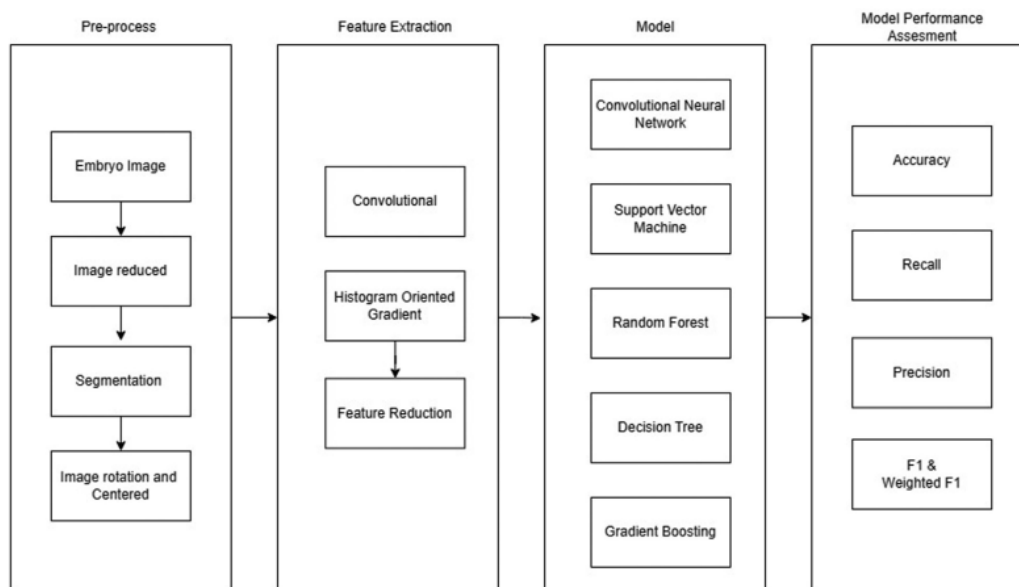 Pre-process
Embryo Image
Image reduced
Segmentation
Image rotation and
Centered
Feature Extraction
Convolutional
Histogram Oriented
Gradient
Feature Reduction
Model
Convolutional Neural
Network
Support Vector
Machine
Random Forest
Decision Tree
Gradient Boosting
Model Performance
Assesment
Accuracy
Recall
Precision
F1 &
Weighted F1